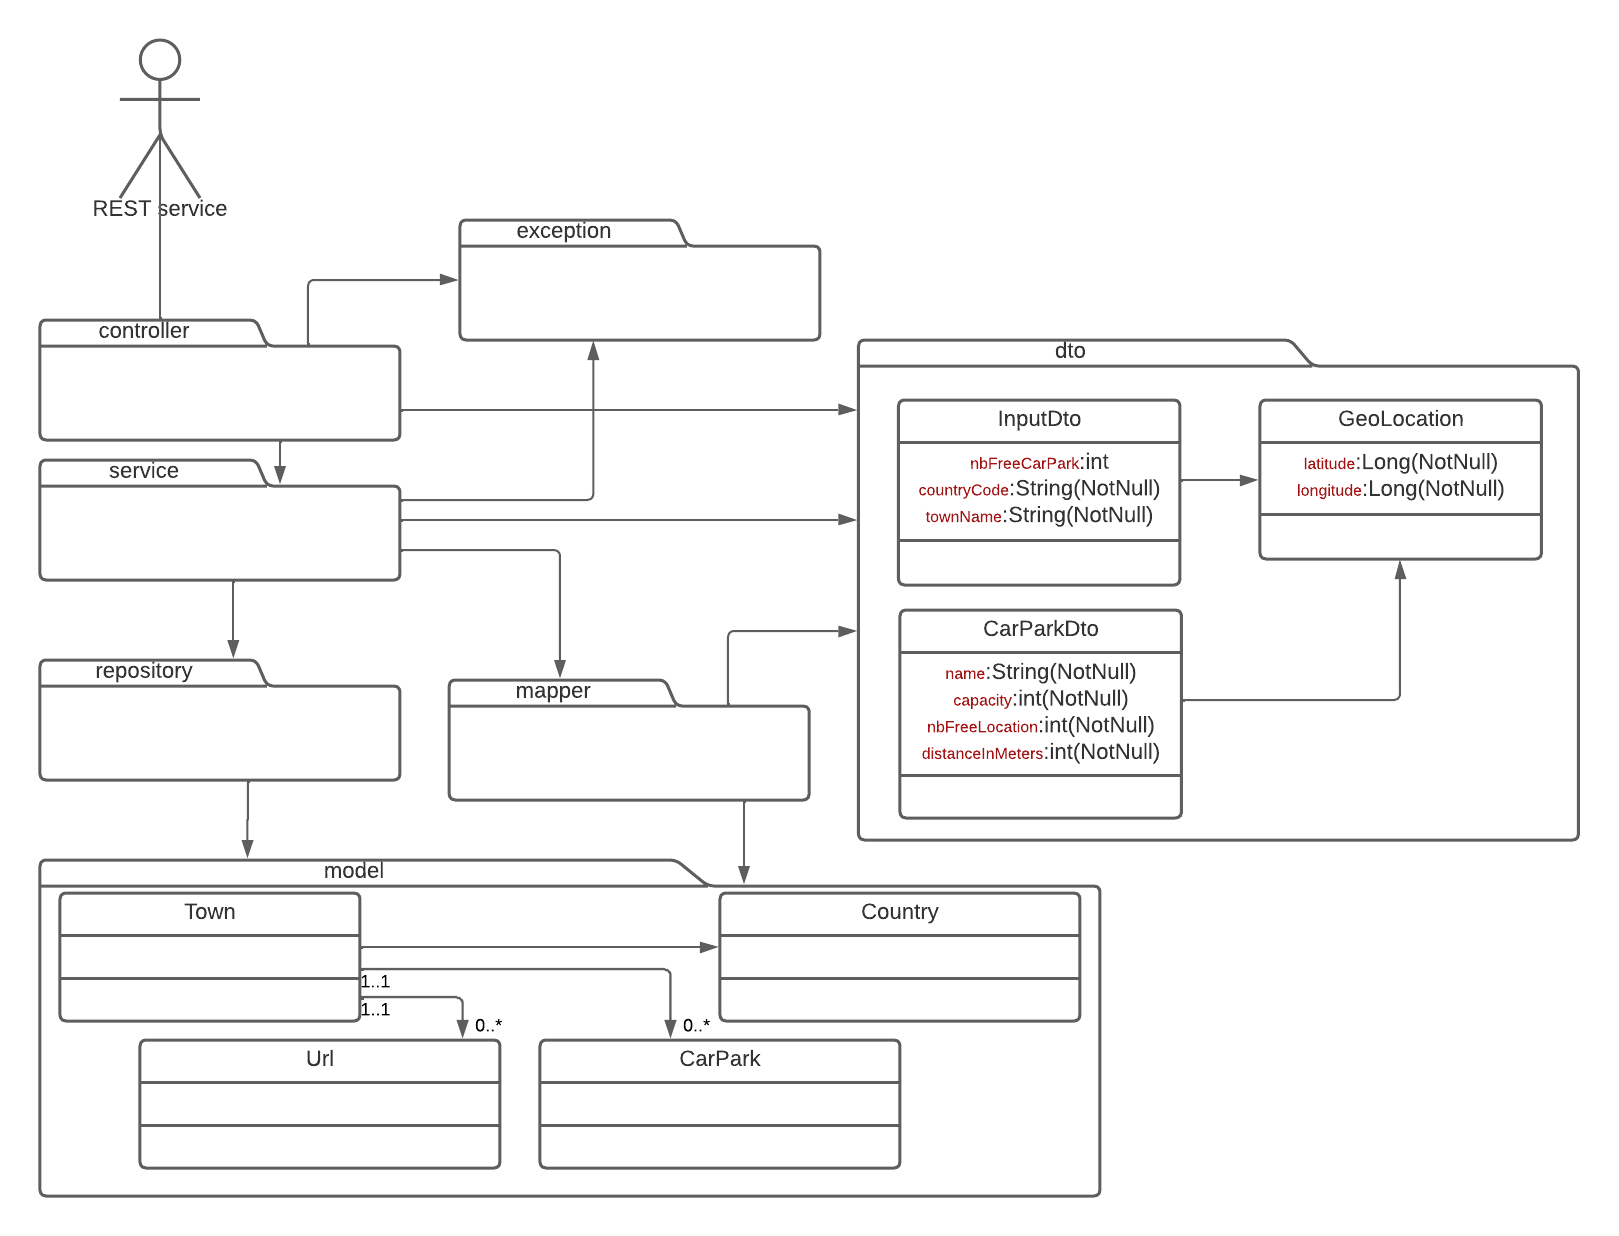 REST service
exception
controller
dto
InputDto
nbFreeCarPark:int
countryCode:String(NotNull)
townName:String(NotNull)
GeoLocation
latitude:Long(NotNull)
longitude:Long(NotNull)
service
CarParkDto
name:String(NotNull)
capacity:int(NotNull)
nbFreeLocation:int(NotNull)
distanceInMeters:int(NotNull)
repository
mapper
model
Town
Country
1..1
1..1
0..*
0..*
Url
CarPark